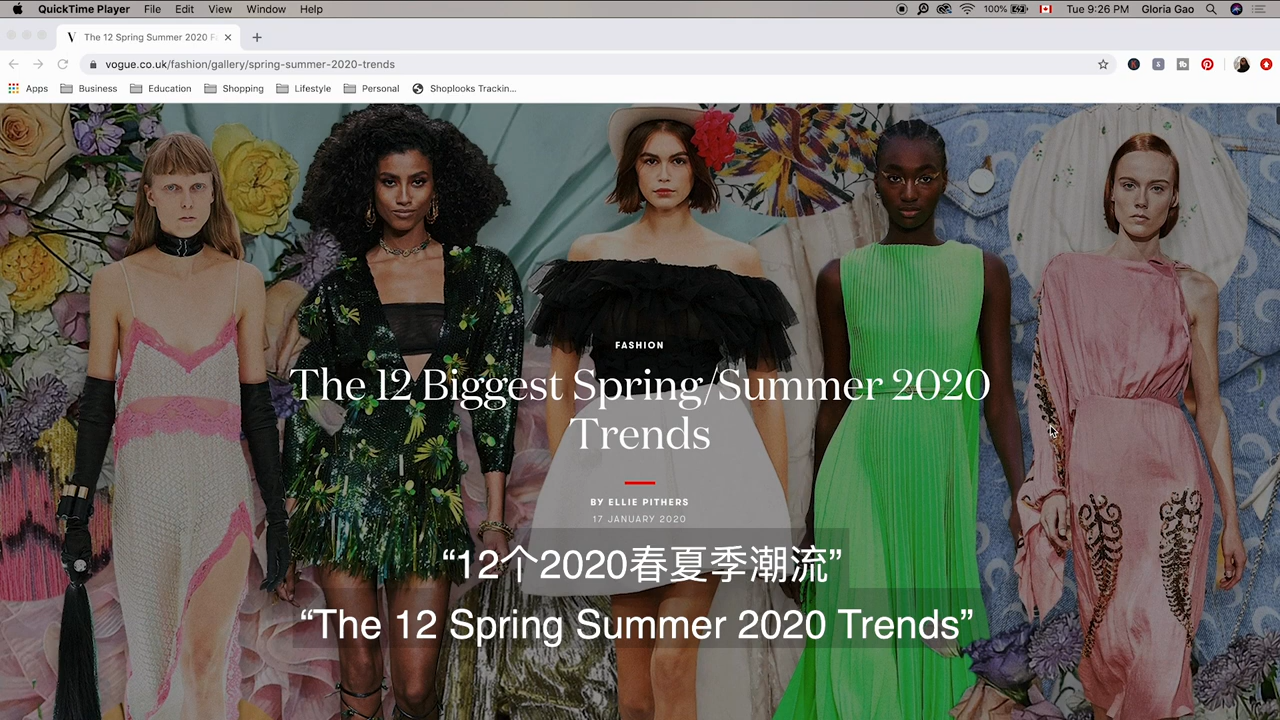 QuickTime Player File Edit View Window Help 100% Tue 9:26 PM Gloria Gao
V The 12 Spring Summer 2020 F
vogue.co.uk/fashion/gallery/spring-summer-2020-trends
Apps Business Education Shopping Lifestyle Personal Shoplooks Trackin...
FASHION
The 12 Biggest Spring/Summer 2020
Trends
BY ELLIE PITHERS
17 JANUARY 2020
“12个2020春夏季潮流”
“The 12 Spring Summer 2020 Trends”